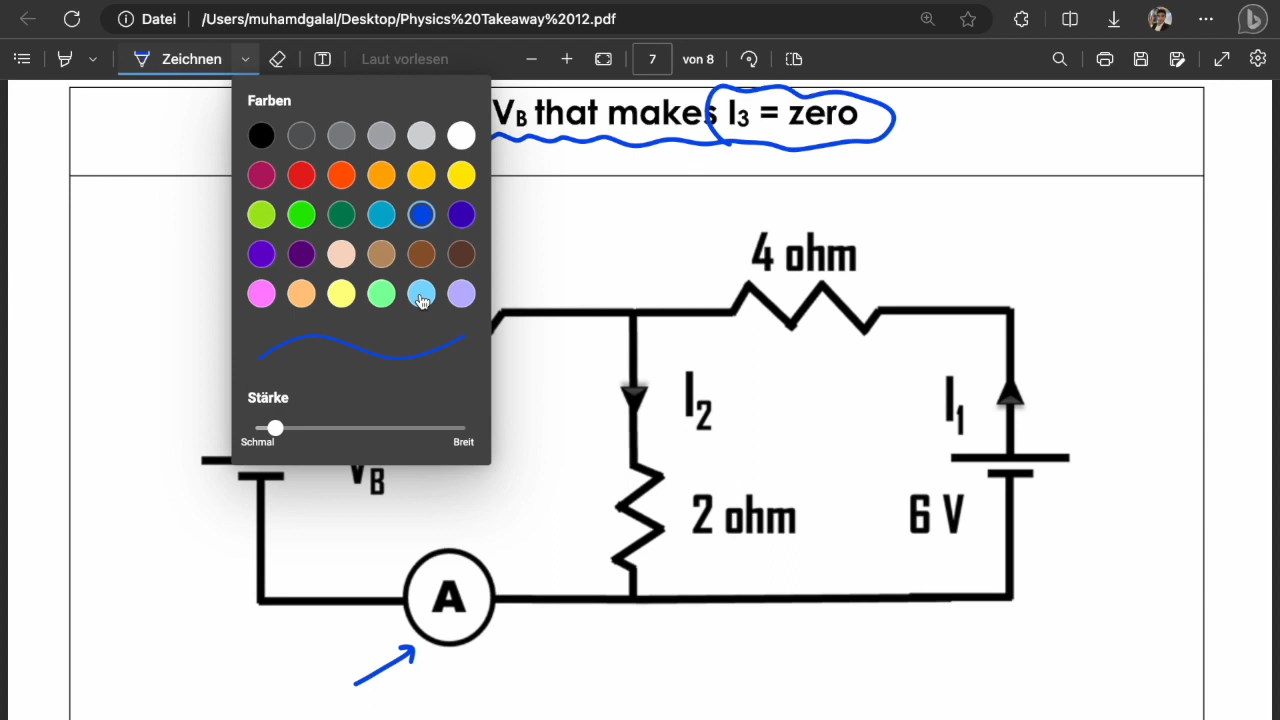 Datei
/Users/muhamdgalal/Desktop/Physics%20Takeaway%2012.pdf
Zeichnen
Laut vorlesen
7
von 8
Farben
VB that makes I3 = zero
4 ohm
I2
I1
Stärke
Schmal
Breit
VB
2 ohm
6 V
A